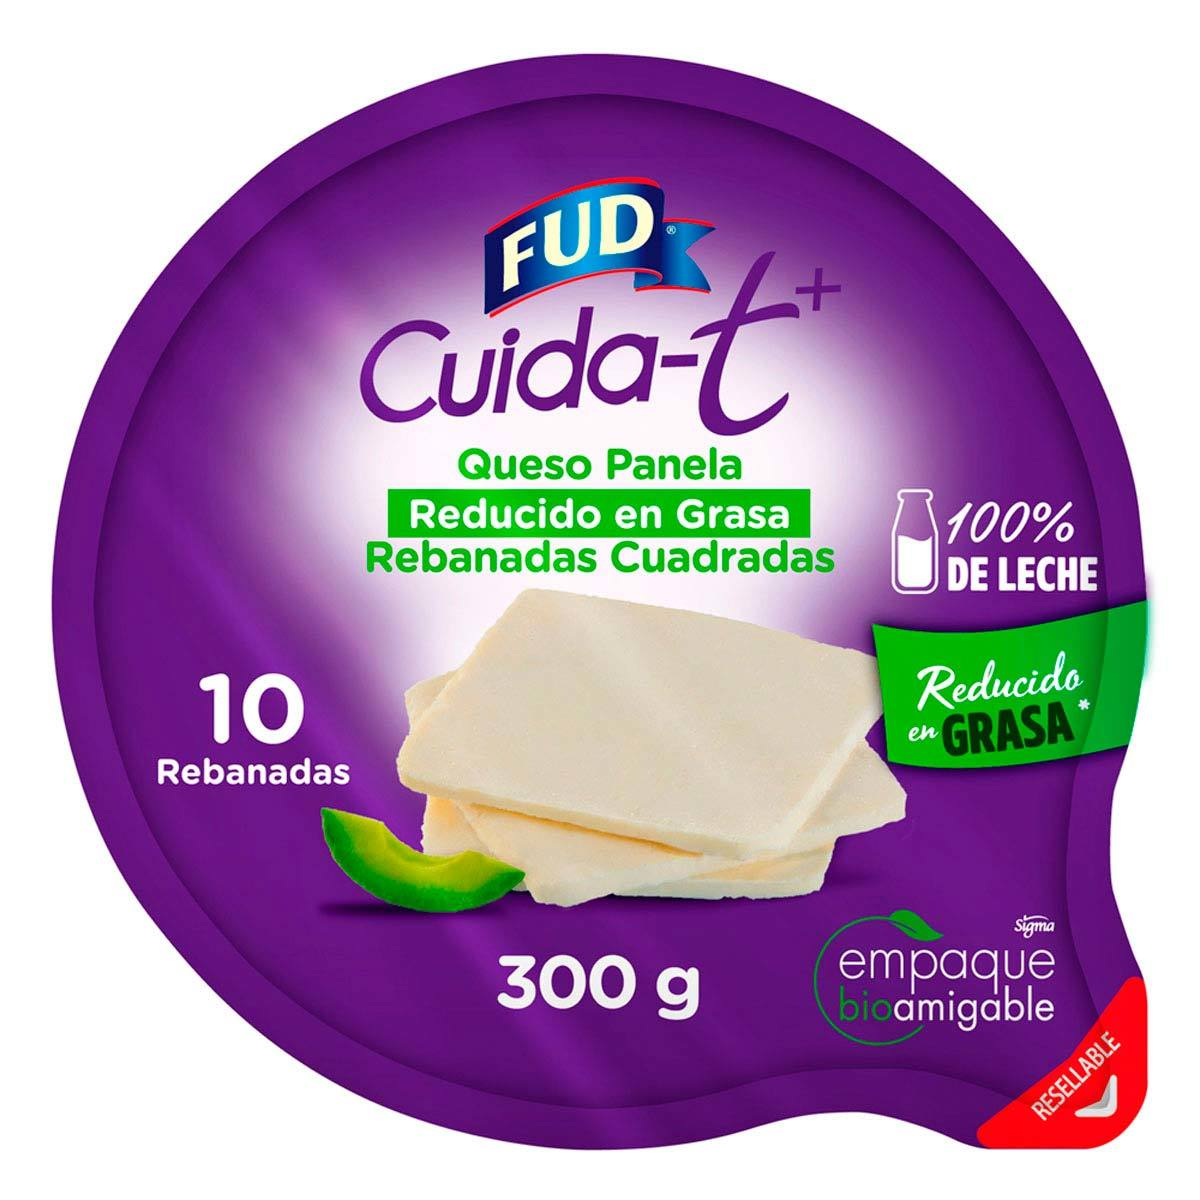 FUD®
Cuida-t+
Queso Panela
Reducido en Grasa
Rebanadas Cuadradas
100%
DE LECHE
Reducido
en GRASA*
10
Rebanadas
300 g
Sigma
empaque
bioamigable
RESELLABLE